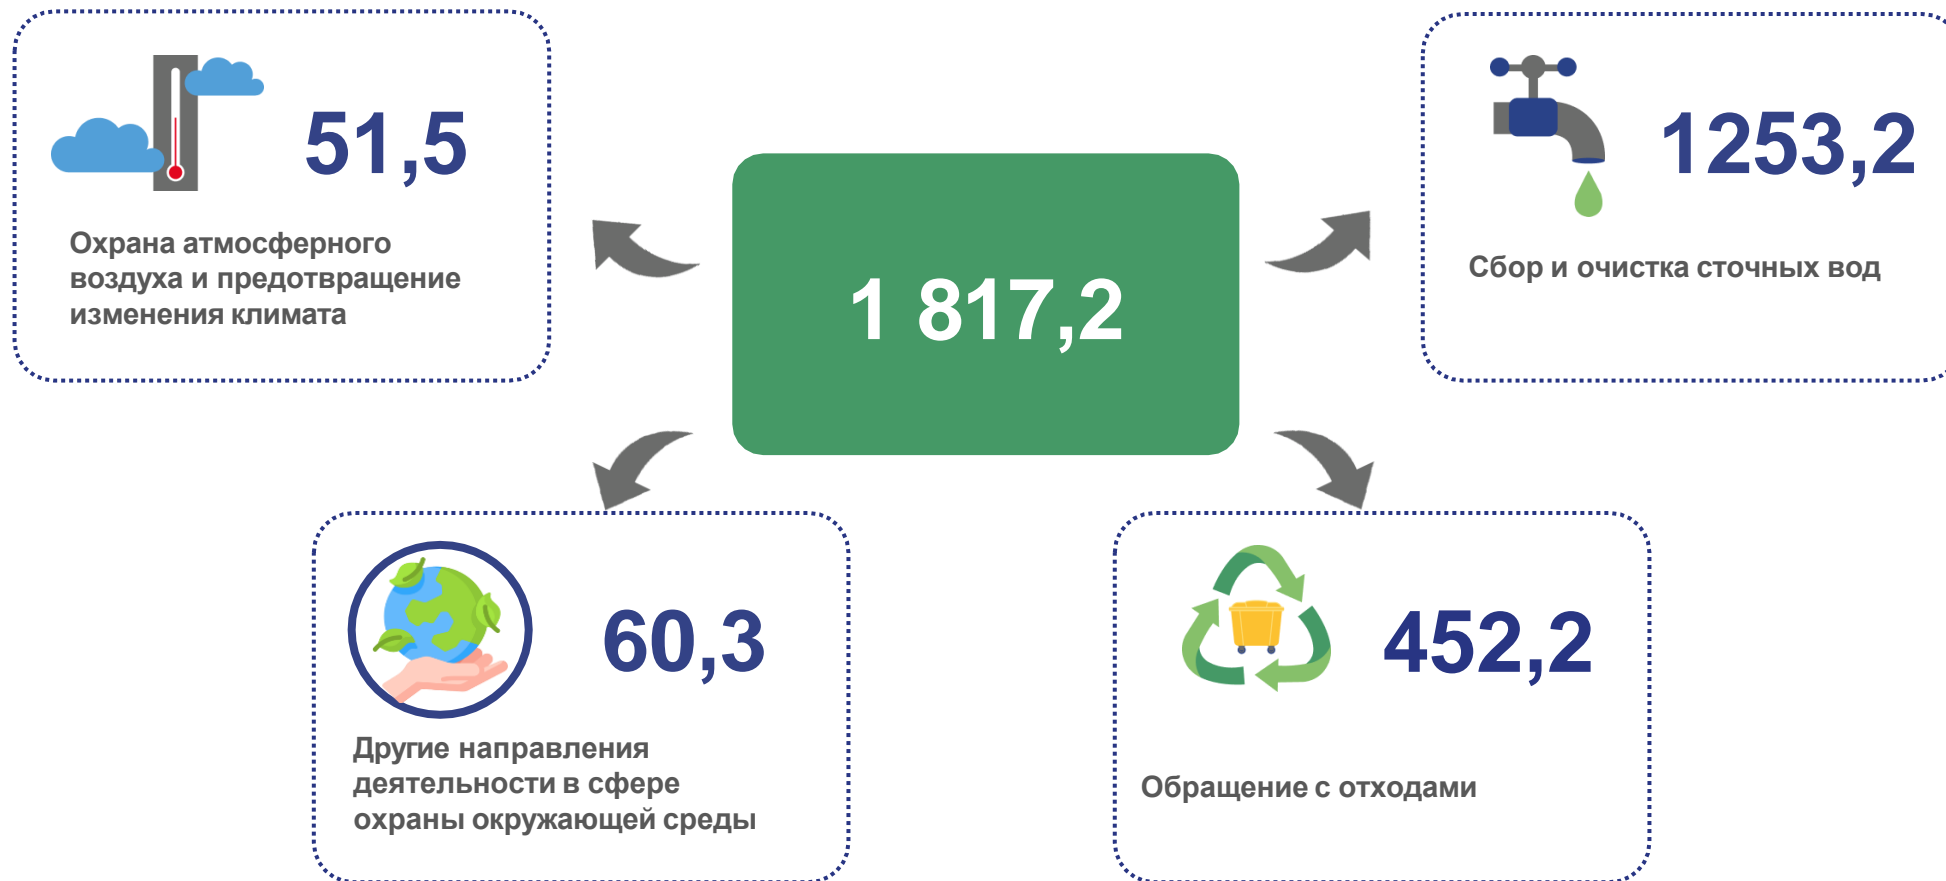 51,5
Охрана атмосферного
воздуха и предотвращение
изменения климата
1 817,2
1253,2
Сбор и очистка сточных вод
60,3
Другие направления
деятельности в сфере
охраны окружающей среды
452,2
Обращение с отходами